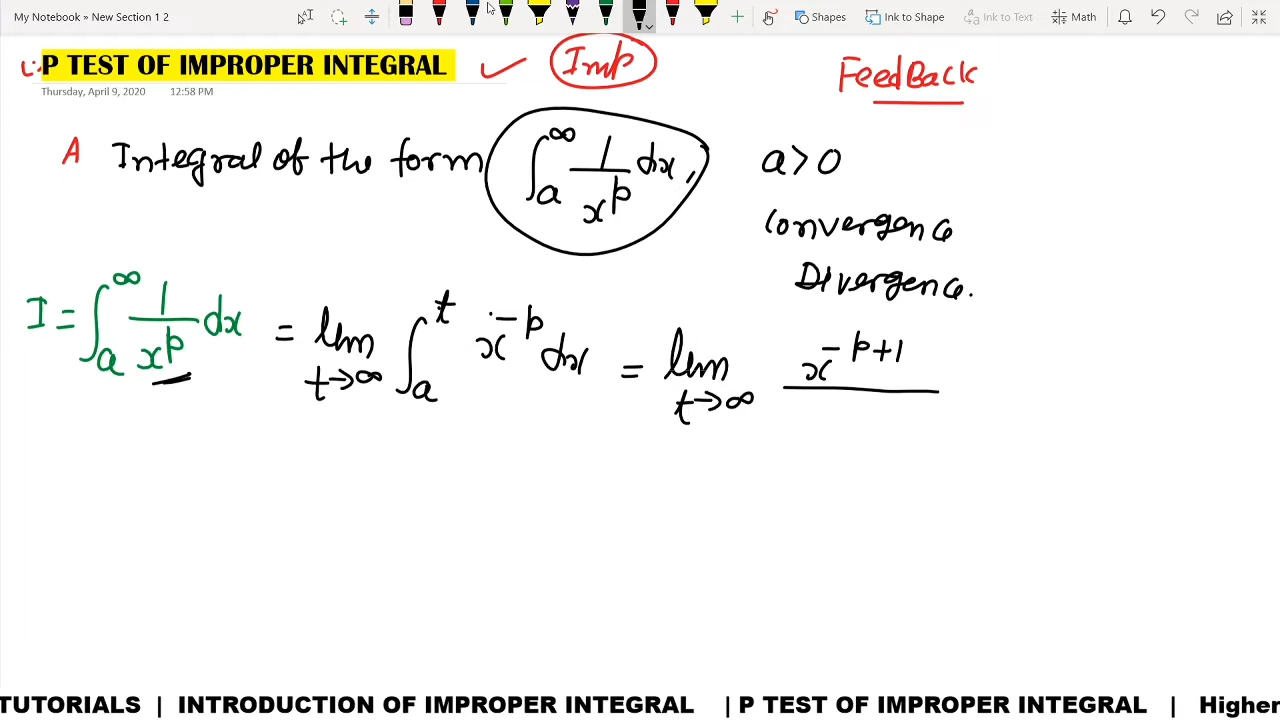 My Notebook » New Section 1 2
Shapes Ink to Shape Ink to Text Math
P TEST OF IMPROPER INTEGRAL Imp FeedBack
Thursday, April 9, 2020 12:58 PM
A Integral of the form ∫_a^∞ 1/x^p dx, a>0
Convergence
Divergence.
I = ∫_a^∞ 1/x^p dx = lim_{t→∞} ∫_a^t x^{-p} dx = lim_{t→∞} x^{-p+1}
TUTORIALS | INTRODUCTION OF IMPROPER INTEGRAL | P TEST OF IMPROPER INTEGRAL | Higher